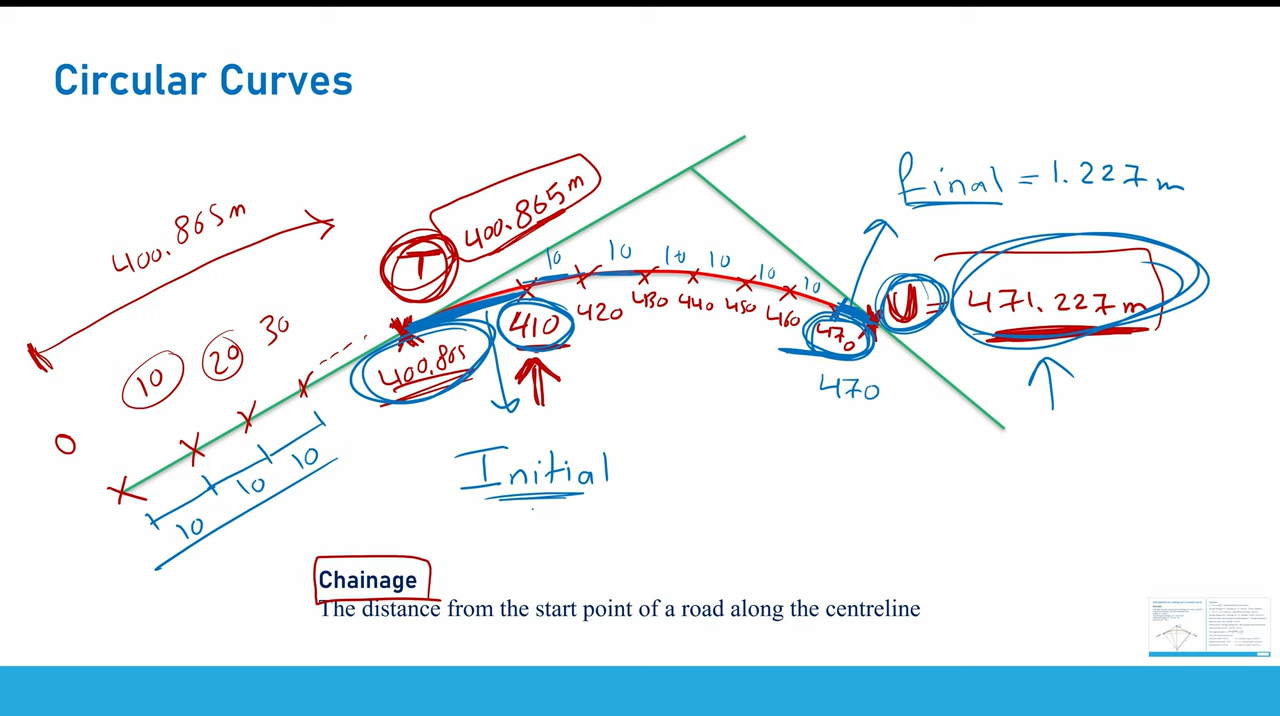 Circular Curves
final = 1.227m
400.865m
400.865m
T
10 10 10 10 10 10
U = 471.227m
410 420 430 440 450 460 470
400.865
470
10 20 30
0
10 10 10
Initial
Chainage
The distance from the start point of a road along the centreline